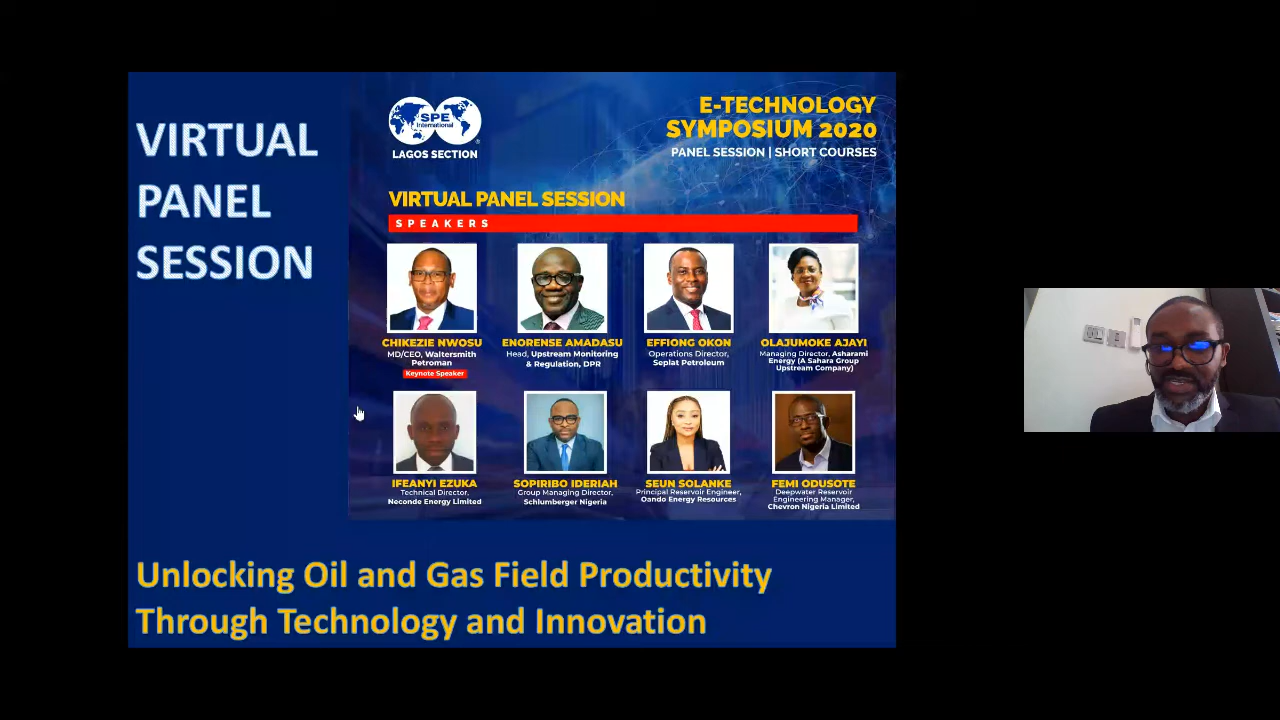 VIRTUAL
PANEL
SESSION
SPE
International
LAGOS SECTION
E-TECHNOLOGY
SYMPOSIUM 2020
PANEL SESSION | SHORT COURSES
VIRTUAL PANEL SESSION
SPEAKERS
CHIKEZIE NWOSU
MD/CEO, Waltersmith
Petroman
Keynote Speaker
ENORENSE AMADASU
Head, Upstream Monitoring
& Regulation, DPR
EFFIONG OKON
Operations Director,
Seplat Petroleum
OLAJUMOKE AJAYI
Managing Director, Asharami
Energy (A Sahara Group
Upstream Company)
IFEANYI EZUKA
Technical Director,
Neconde Energy Limited
SOPIRIBO IDERIAH
Group Managing Director,
Schlumberger Nigeria
SEUN SOLANKE
Principal Reservoir Engineer,
Oando Energy Resources
FEMI ODUSOTE
Deepwater Reservoir
Engineering Manager,
Chevron Nigeria Limited
Unlocking Oil and Gas Field Productivity
Through Technology and Innovation